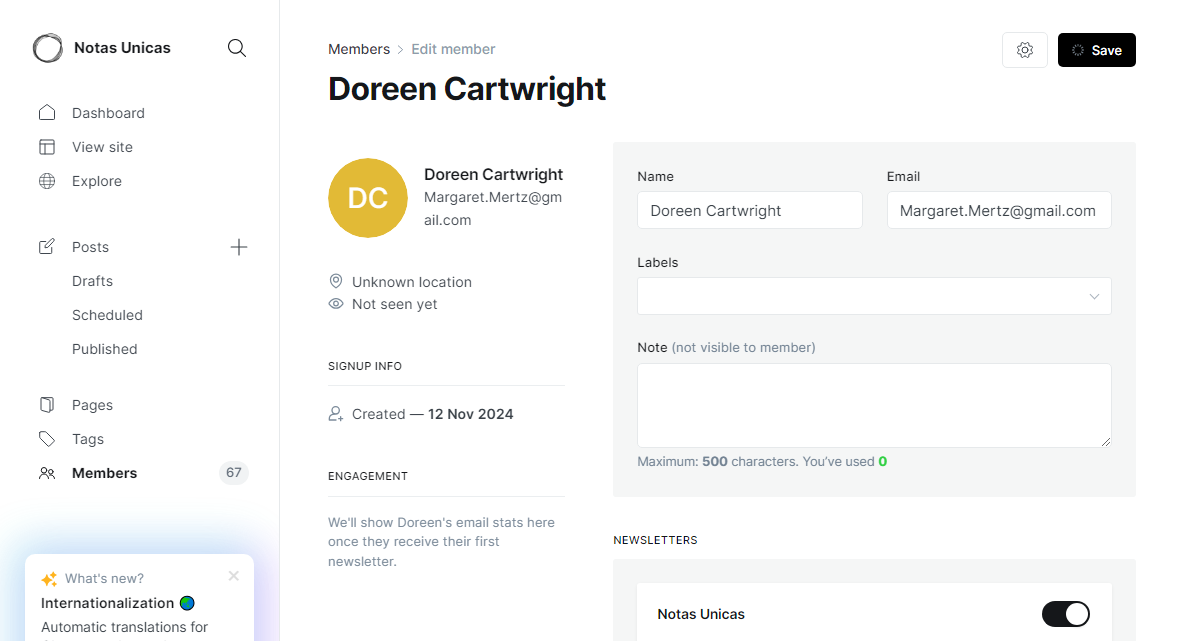 Notas Unicas
Dashboard
View site
Explore
Posts
Drafts
Scheduled
Published
Pages
Tags
Members 67
What's new?
Internationalization
Automatic translations for
Members > Edit member
Save
Doreen Cartwright
DC
Doreen Cartwright
Margaret.Mertz@gm
ail.com
Unknown location
Not seen yet
SIGNUP INFO
Created — 12 Nov 2024
ENGAGEMENT
We'll show Doreen's email stats here
once they receive their first
newsletter.
Name Email
Doreen Cartwright Margaret.Mertz@gmail.com
Labels
Note (not visible to member)
Maximum: 500 characters. You've used 0
NEWSLETTERS
Notas Unicas